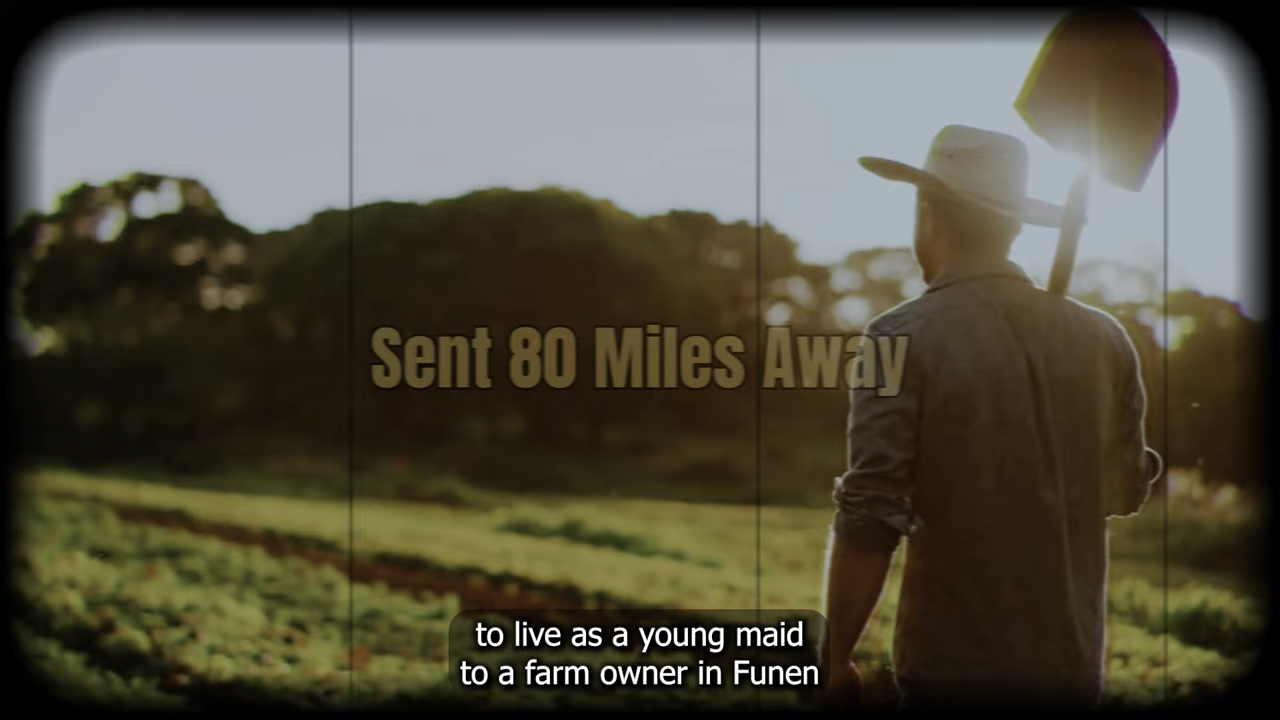 Sent 80 Miles Away
to live as a young maid
to a farm owner in Funen